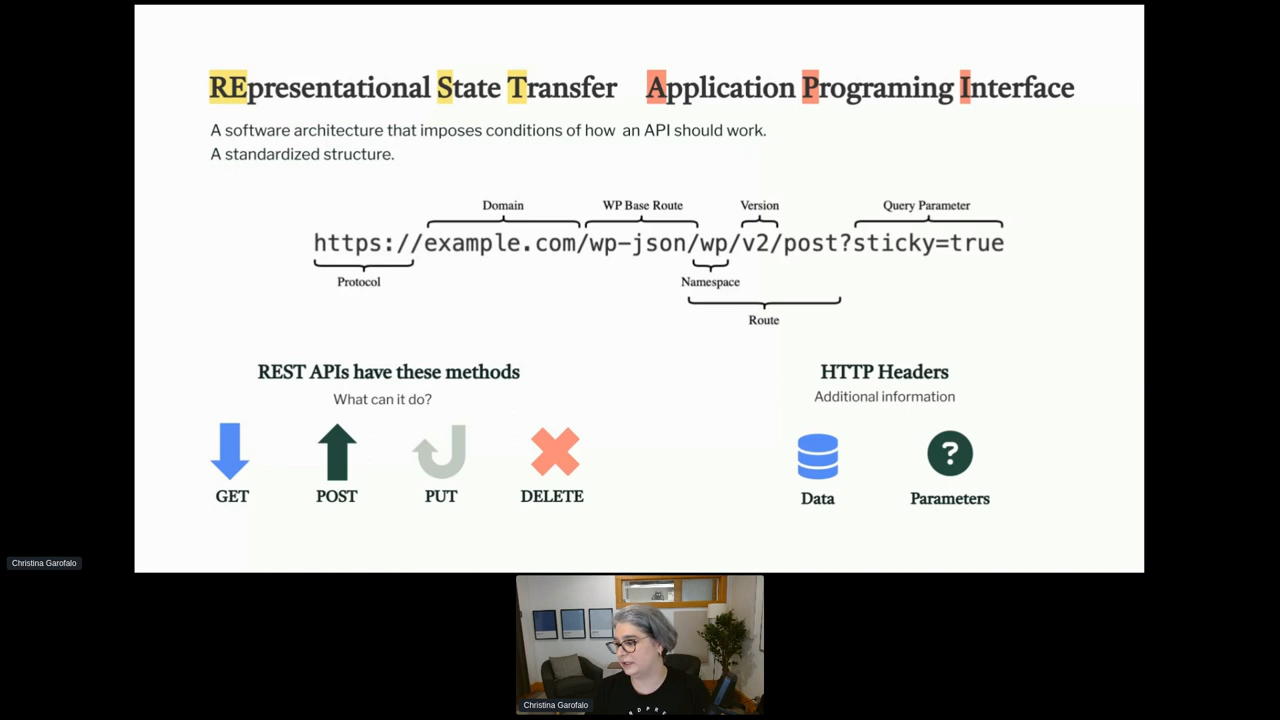 REpresentational State Transfer Application Programing Interface
A software architecture that imposes conditions of how an API should work.
A standardized structure.
Domain WP Base Route Version Query Parameter
https://example.com/wp-json/wp/v2/post?sticky=true
Protocol Namespace
Route
REST APIs have these methods HTTP Headers
What can it do? Additional information
GET POST PUT DELETE Data Parameters
Christina Garofalo
Christina Garofalo